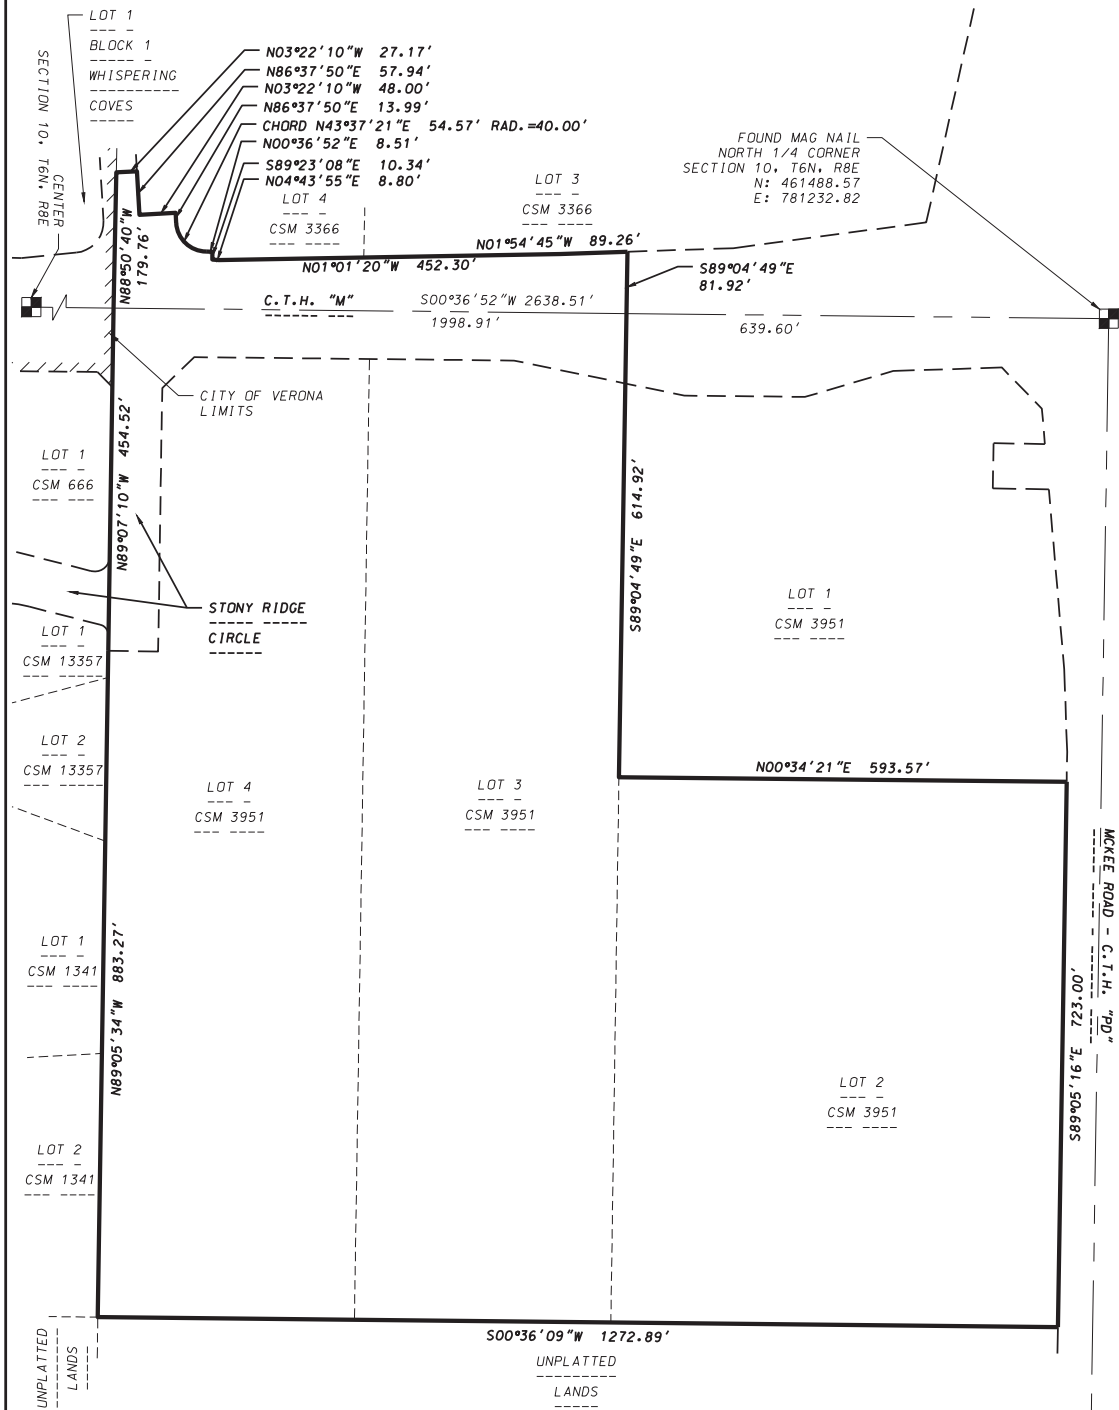 LOT 1
BLOCK 1
WHISPERING
COVES
SECTION 10, T6N, R8E
CENTER
N03°22'10"W 27.17'
N86°37'50"E 57.94'
N03°22'10"W 48.00'
N86°37'50"E 13.99'
CHORD N43°37'21"E 54.57' RAD.=40.00'
N00°36'52"E 8.51'
S89°23'08"E 10.34'
N04°43'55"E 8.80'
FOUND MAG NAIL
NORTH 1/4 CORNER
SECTION 10, T6N, R8E
N: 461488.57
E: 781232.82
LOT 4
CSM 3366
LOT 3
CSM 3366
N88°50'40"W
179.76'
N01°54'45"W 89.26'
N01°01'20"W 452.30'
S89°04'49"E
81.92'
C.T.H. "M"
S00°36'52"W 2638.51'
1998.91'
639.60'
CITY OF VERONA
LIMITS
N89°07'10"W 454.52'
LOT 1
CSM 666
S89°04'49"E 614.92'
STONY RIDGE
CIRCLE
LOT 1
CSM 3951
LOT 1
CSM 13357
LOT 2
CSM 13357
N00°34'21"E 593.57'
LOT 4
CSM 3951
LOT 3
CSM 3951
MCKEE ROAD - C.T.H. "PD"
LOT 1
CSM 1341
N89°05'34"W 883.27'
S89°05'16"E 723.00'
LOT 2
CSM 3951
LOT 2
CSM 1341
S00°36'09"W 1272.89'
UNPLATTED
LANDS
UNPLATTED
LANDS